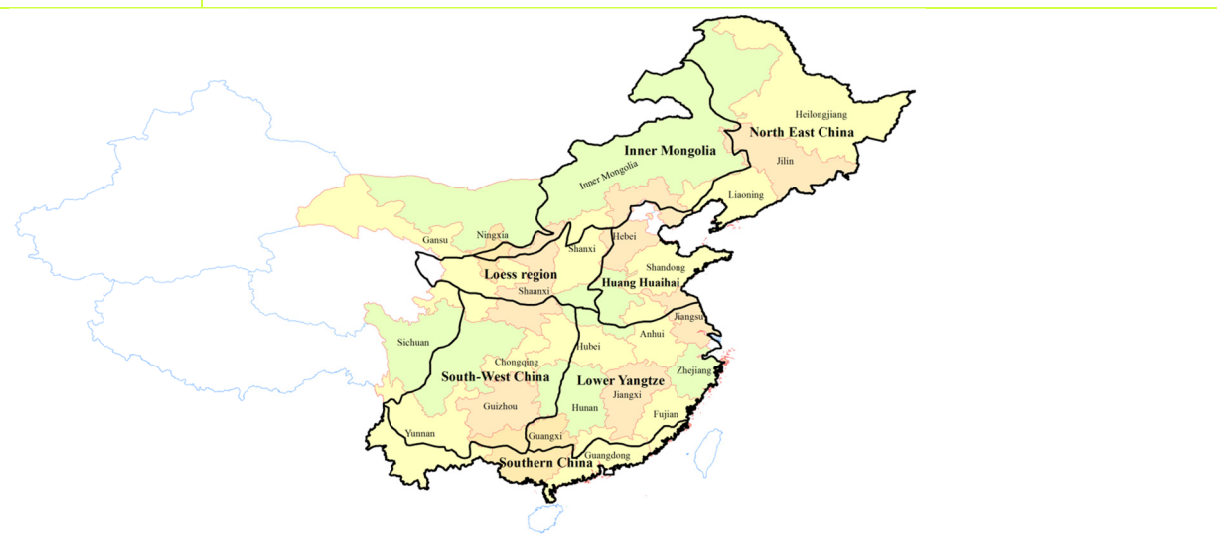 Heilongjiang
North East China
Inner Mongolia
Jilin
Inner Mongolia
Liaoning
Ningxia
Hebei
Gansu
Shanxi
Shandong
Loess region
Huang Huaihai
Shaanxi
Jiangsu
Anhui
Sichuan
Hubei
Chongqing
Zhejiang
South-West China
Lower Yangtze
Jiangxi
Guizhou
Hunan
Fujian
Yunnan
Guangxi
Guangdong
Southern China